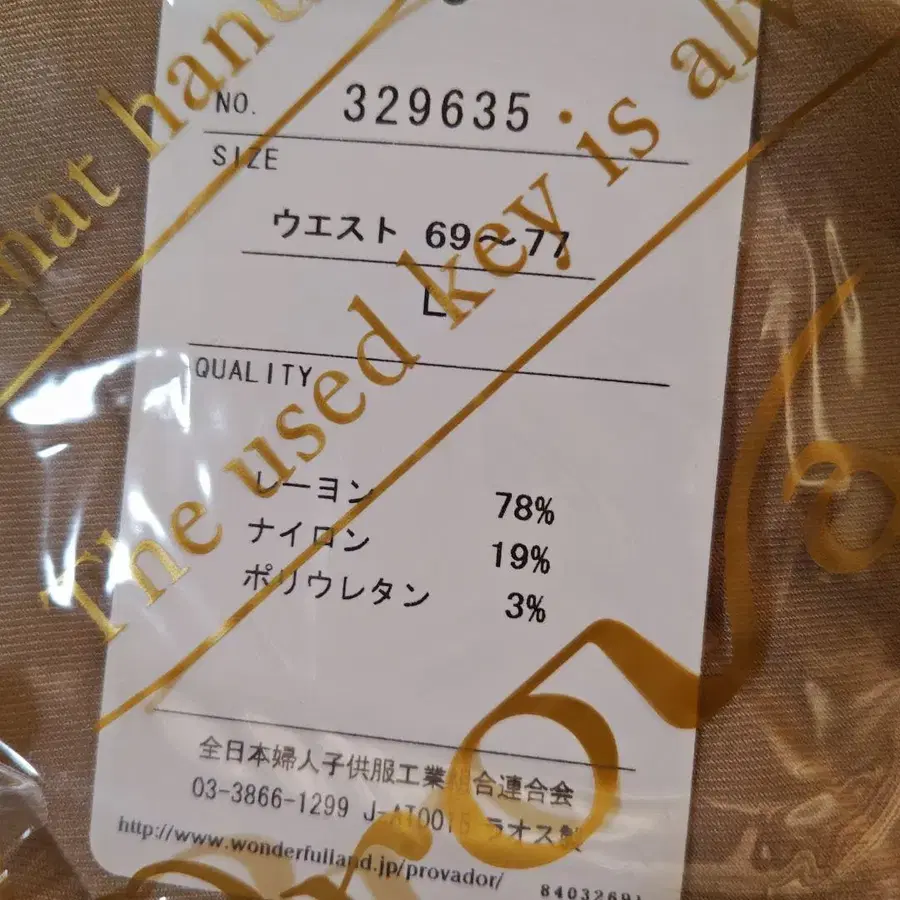 NO. 329635
SIZE
ウエスト 69〜77
L
QUALITY
レーヨン 78%
ナイロン 19%
ポリウレタン 3%
全日本婦人子供服工業組合連合会
03-3866-1299 J-AT0015 ラオス製
http://www.wonderfulland.jp/provador/
The used key is